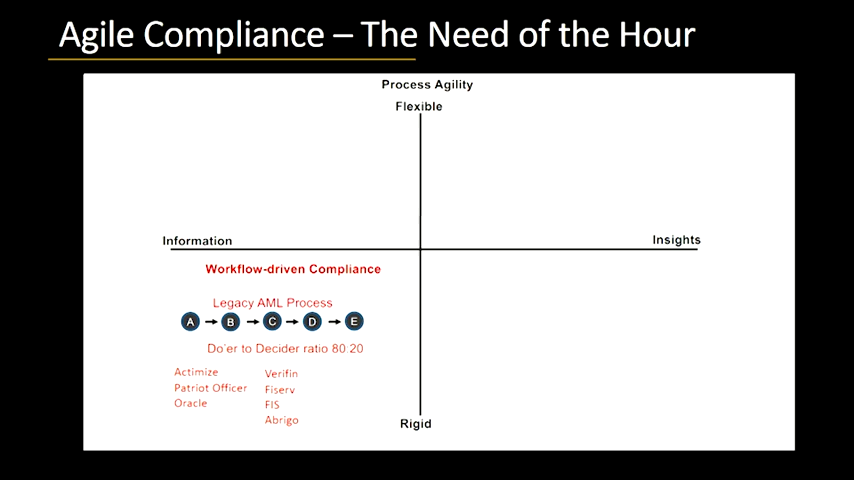 Agile Compliance – The Need of the Hour
Process Agility
Flexible
Information
Insights
Workflow-driven Compliance
Legacy AML Process
A B C D E
Do'er to Decider ratio 80:20
Actimize
Patriot Officer
Oracle
Verifin
Fiserv
FIS
Abrigo
Rigid